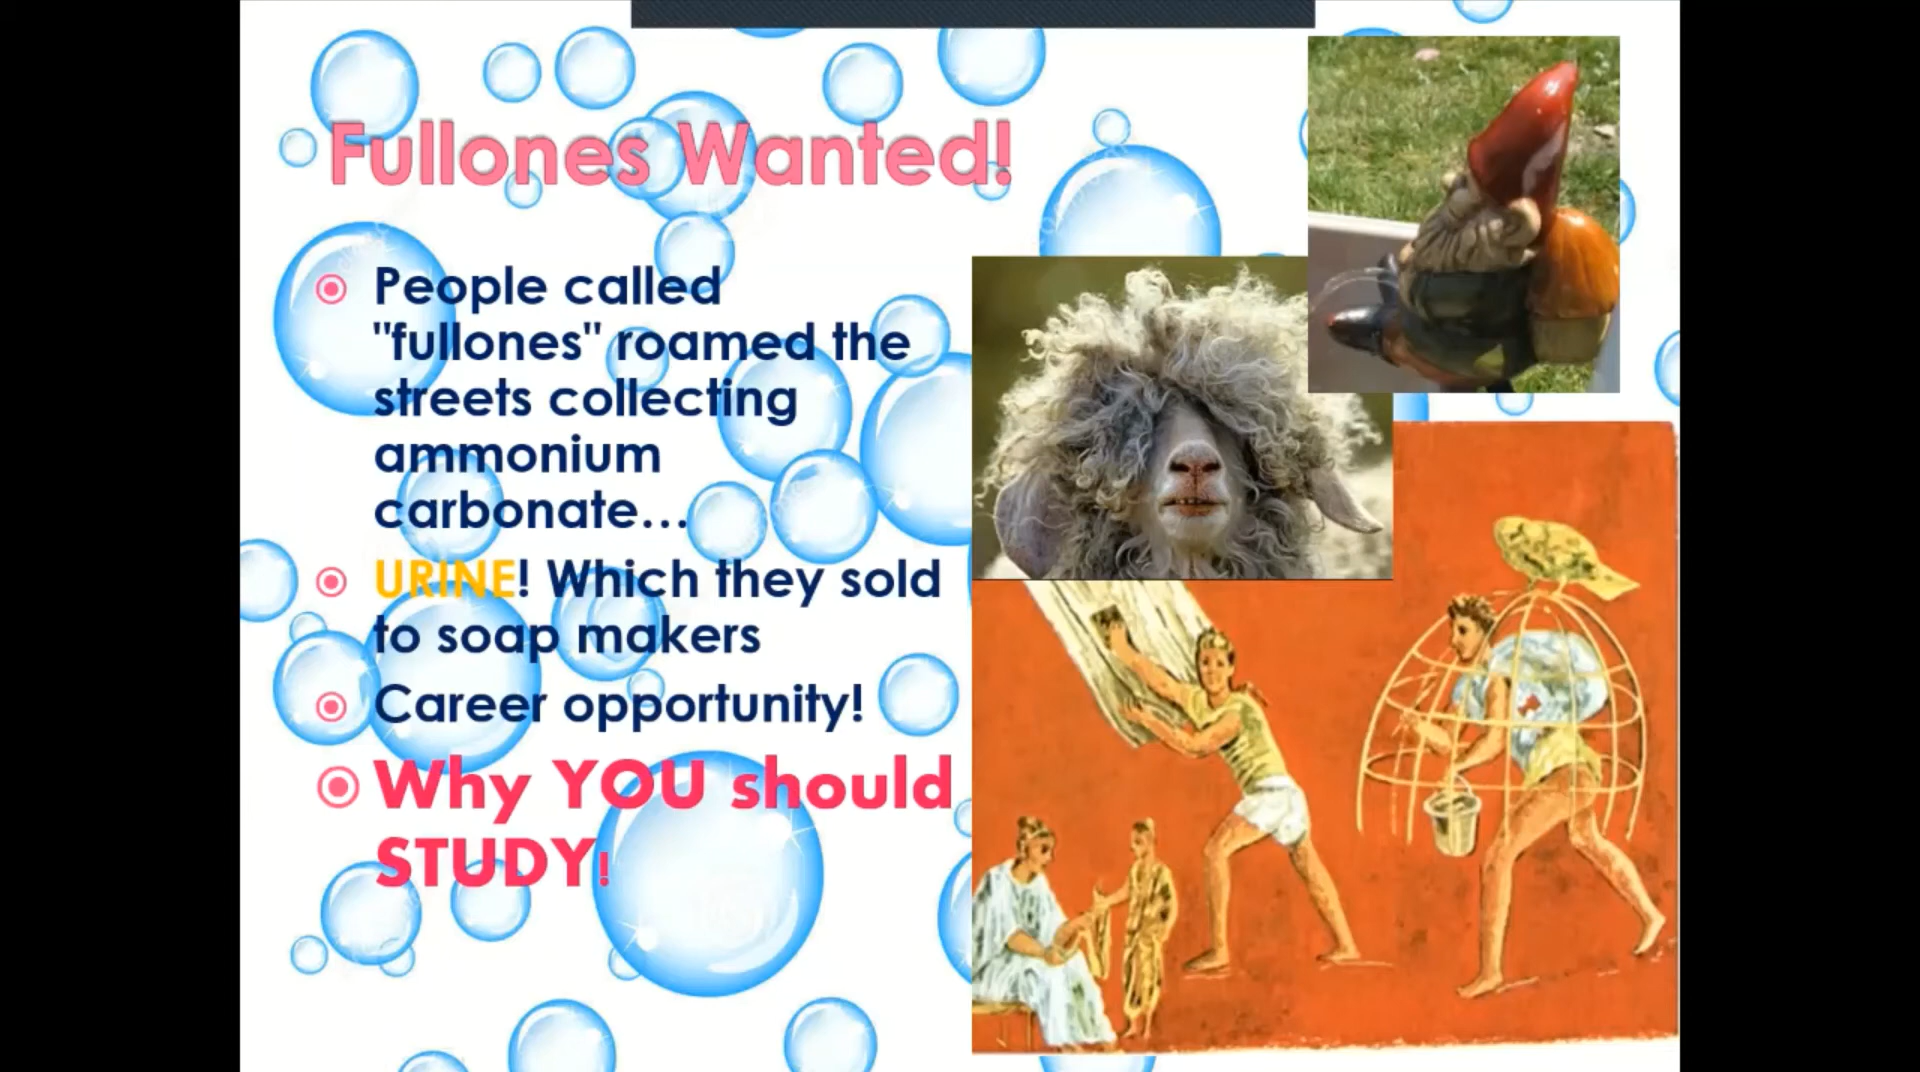 Fullones Wanted!
People called
"fullones" roamed the
streets collecting
ammonium
carbonate...
URINE! Which they sold
to soap makers
Career opportunity!
Why YOU should
STUDY!